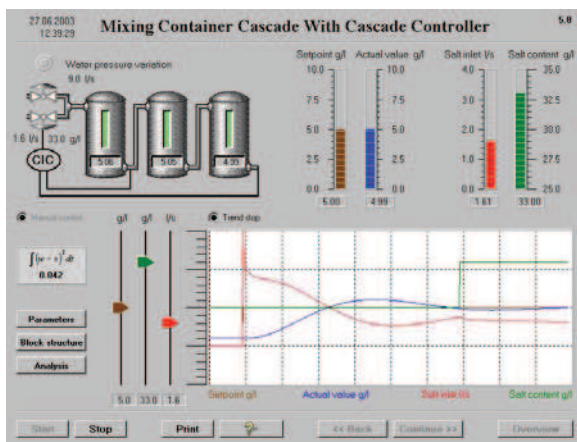 27.06.2003
12:39:29
Mixing Container Cascade With Cascade Controller
5.0
Water pressure variation
9.0 l/s
1.6 l/s 33.0 g/l
CIC
5.06
5.05
4.99
Setpoint g/l
Actual value g/l
Salt inlet l/s
Salt content g/l
10.0
7.5
5.0
2.5
0.0
10.0
7.5
5.0
2.5
0.0
4.0
3.0
2.0
1.0
0.0
35.0
32.5
30.0
27.5
25.0
5.00
4.99
1.61
33.00
Manual control
g/l g/l l/s
Trend stop
∫(w − x)² dt
0.042
Parameters
Block structure
Analysis
5.0 33.0 1.6
Setpoint g/l
Actual value g/l
Salt inlet l/s
Salt content g/l
Start
Stop
Print
?
<< Back
Continue >>
Overview